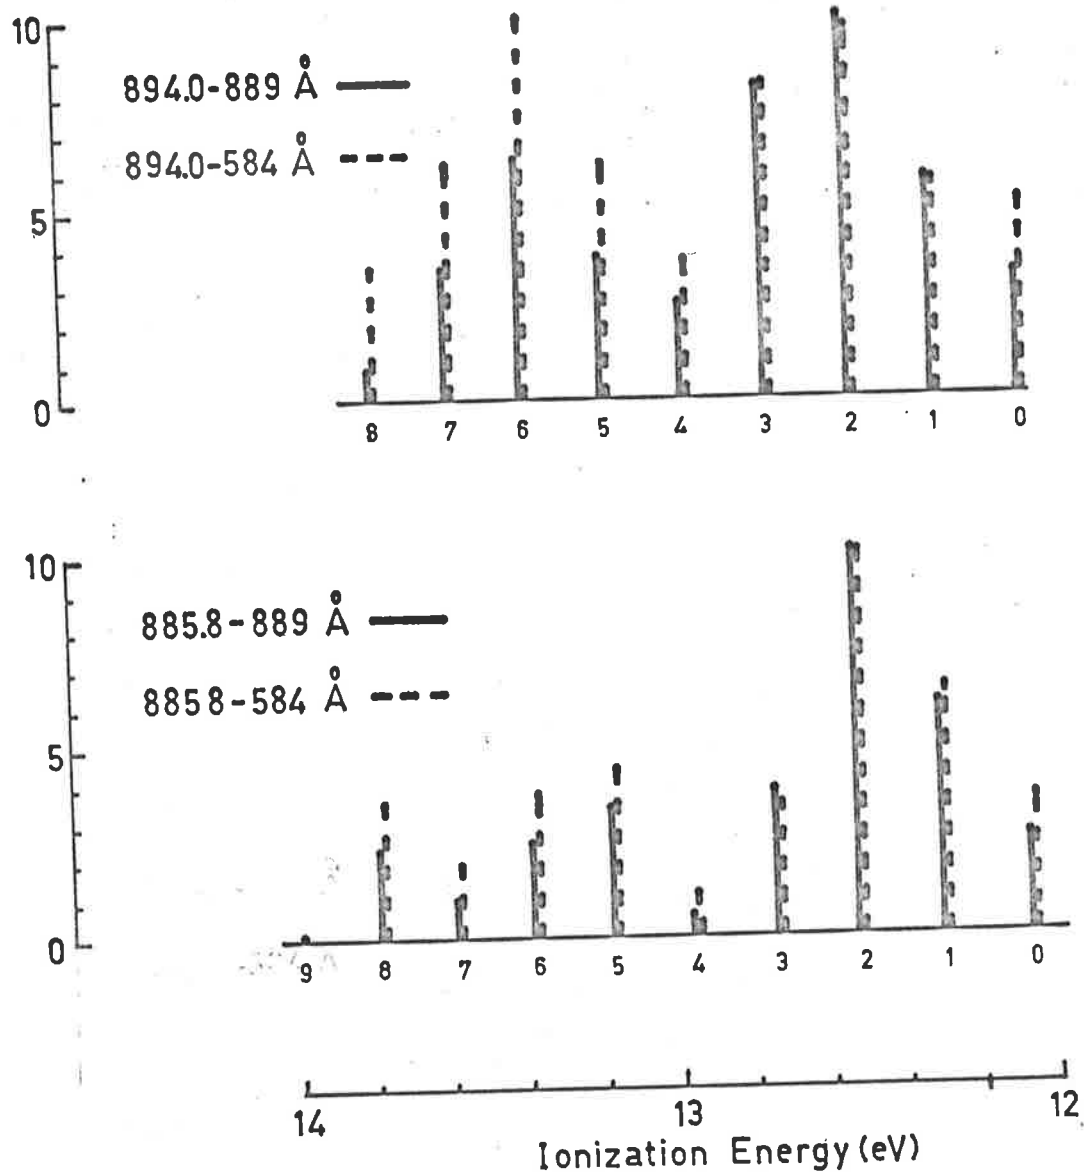 10
894.0-889 Å
894.0-584 Å
5
0
8 7 6 5 4 3 2 1 0
10
885.8-889 Å
885 8-584 Å
5
0
9 8 7 6 5 4 3 2 1 0
14 13 12
Ionization Energy (eV)